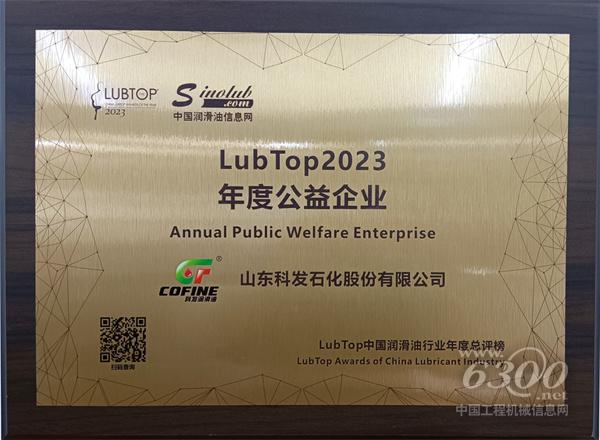 LUBTOP
2023
Sinolub
.com
中国润滑油信息网
LubTop2023
年度公益企业
Annual Public Welfare Enterprise
COFINE
科发润滑油
山东科发石化股份有限公司
扫码查询
LubTop中国润滑油行业年度总评榜
LubTop Awards of China Lubricant Industry
www.6300.net
中国工程机械信息网